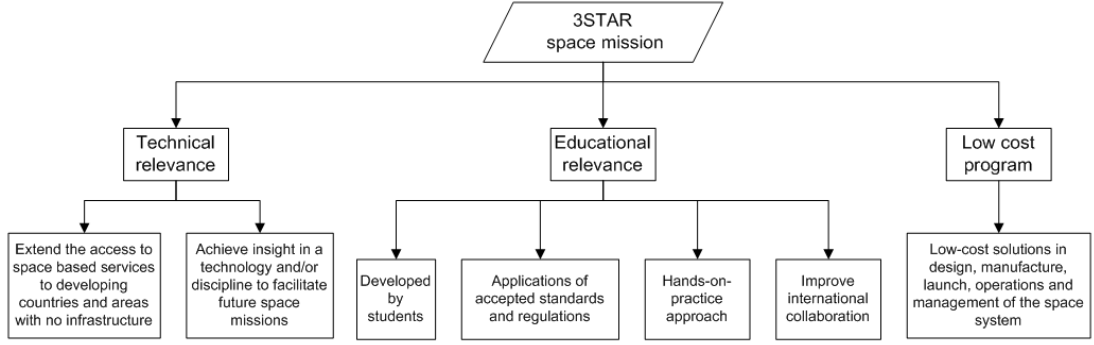 3STAR
space mission
Technical
relevance
Educational
relevance
Low cost
program
Extend the access to
space based services
to developing
countries and areas
with no infrastructure
Achieve insight in a
technology and/or
discipline to facilitate
future space
missions
Developed
by
students
Applications of
accepted standards
and regulations
Hands-on-
practice
approach
Improve
international
collaboration
Low-cost solutions in
design, manufacture,
launch, operations and
management of the space
system